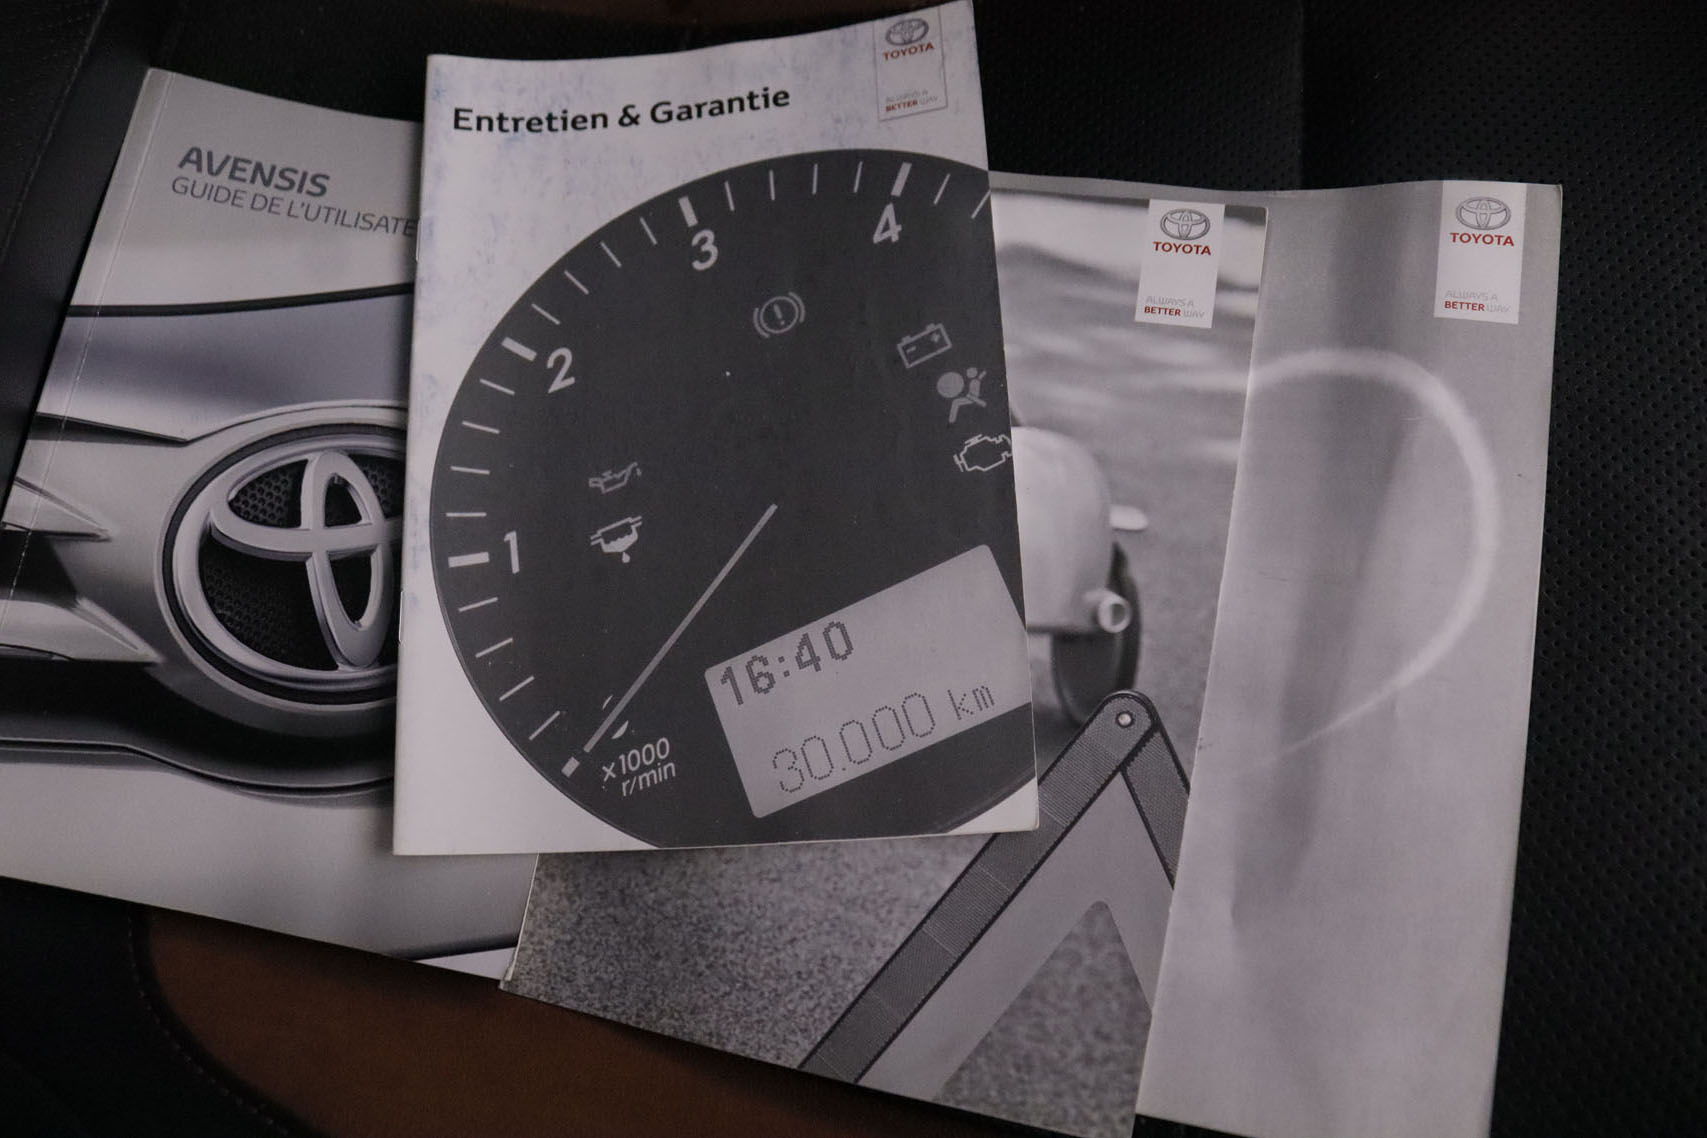 AVENSIS
GUIDE DE L'UTILISATE
Entretien & Garantie
TOYOTA
ALWAYS A
BETTER WAY
1
2
3
4
x1000
r/min
16:40
30.000 km
TOYOTA
ALWAYS A
BETTER WAY
TOYOTA
ALWAYS A
BETTER WAY